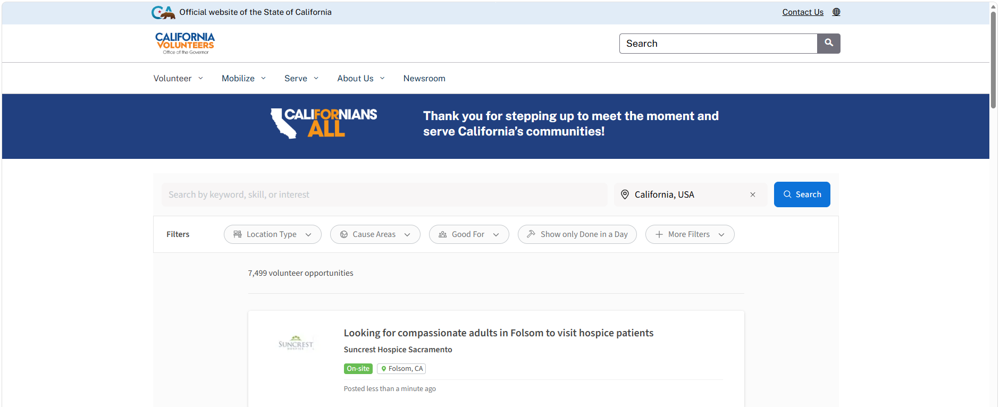 CA Official website of the State of California
Contact Us
CALIFORNIA
VOLUNTEERS
Office of the Governor
Search
Volunteer
Mobilize
Serve
About Us
Newsroom
CALIFORNIANS
ALL
Thank you for stepping up to meet the moment and
serve California’s communities!
Search by keyword, skill, or interest
California, USA
Search
Filters
Location Type
Cause Areas
Good For
Show only Done in a Day
More Filters
7,499 volunteer opportunities
SUNCREST
HOSPICE
Looking for compassionate adults in Folsom to visit hospice patients
Suncrest Hospice Sacramento
On-site
Folsom, CA
Posted less than a minute ago